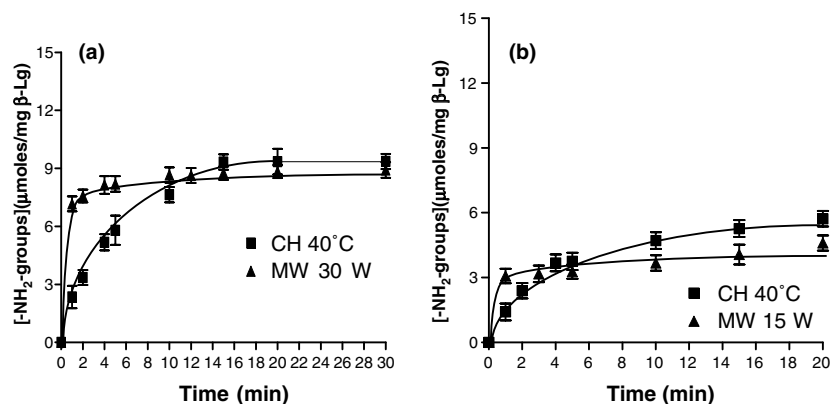 (a)
[-NH₂-groups](μmoles/mg β-Lg)
15
12
9
6
3
0
CH 40˚C
MW 30 W
0 2 4 6 8 10 12 14 16 18 20 22 24 26 28 30
Time (min)
(b)
[-NH₂-groups](μmoles/mg β-Lg)
15
12
9
6
3
0
CH 40˚C
MW 15 W
0 2 4 6 8 10 12 14 16 18 20
Time (min)